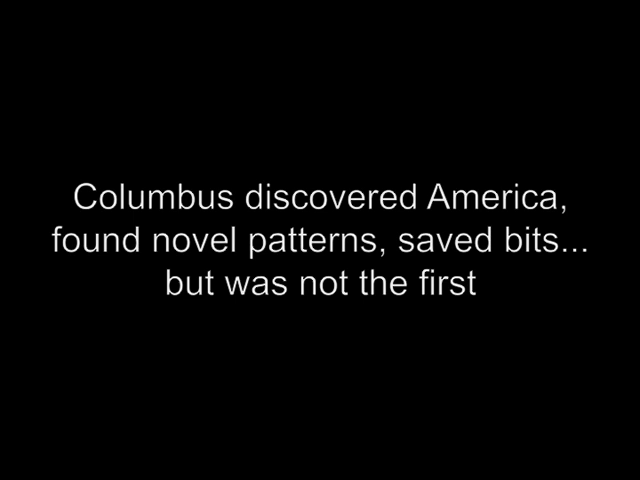 Columbus discovered America,
found novel patterns, saved bits...
but was not the first